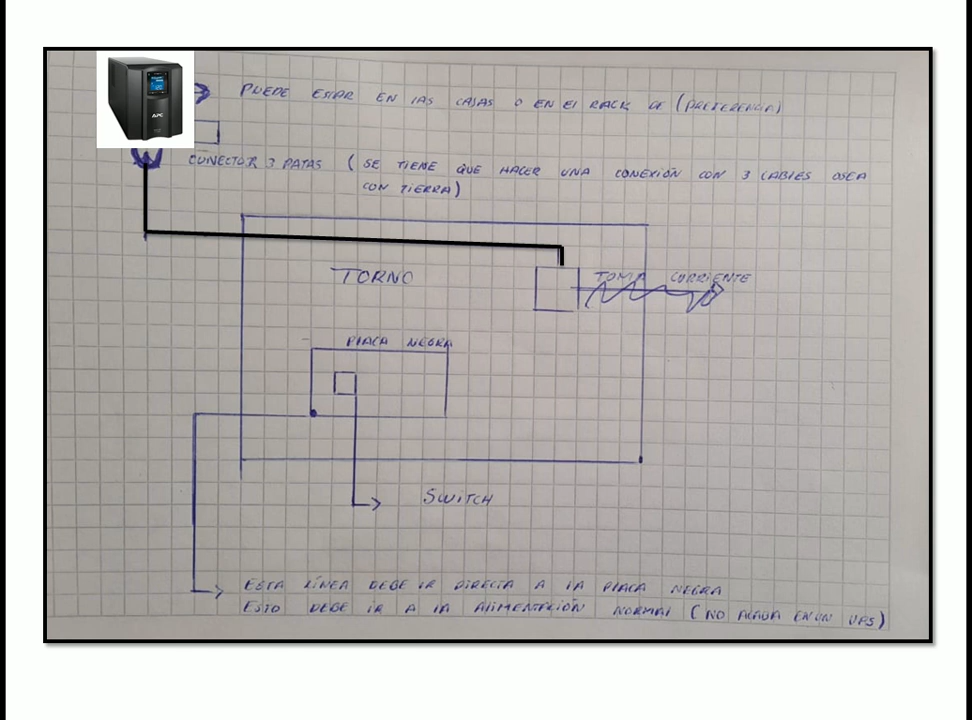 APC
PUEDE ESTAR EN LAS CAJAS O EN EL RACK DE (PREFERENCIA)
CONECTOR 3 PATAS (SE TIENE QUE HACER UNA CONEXIÓN CON 3 CABLES OSEA
CON TIERRA)
TORNO
TOMA CORRIENTE
PLACA NEGRA
SWITCH
ESTA LÍNEA DEBE IR DIRECTA A LA PLACA NEGRA
ESTO DEBE IR A LA ALIMENTACIÓN NORMAL (NO EN UN UPS)